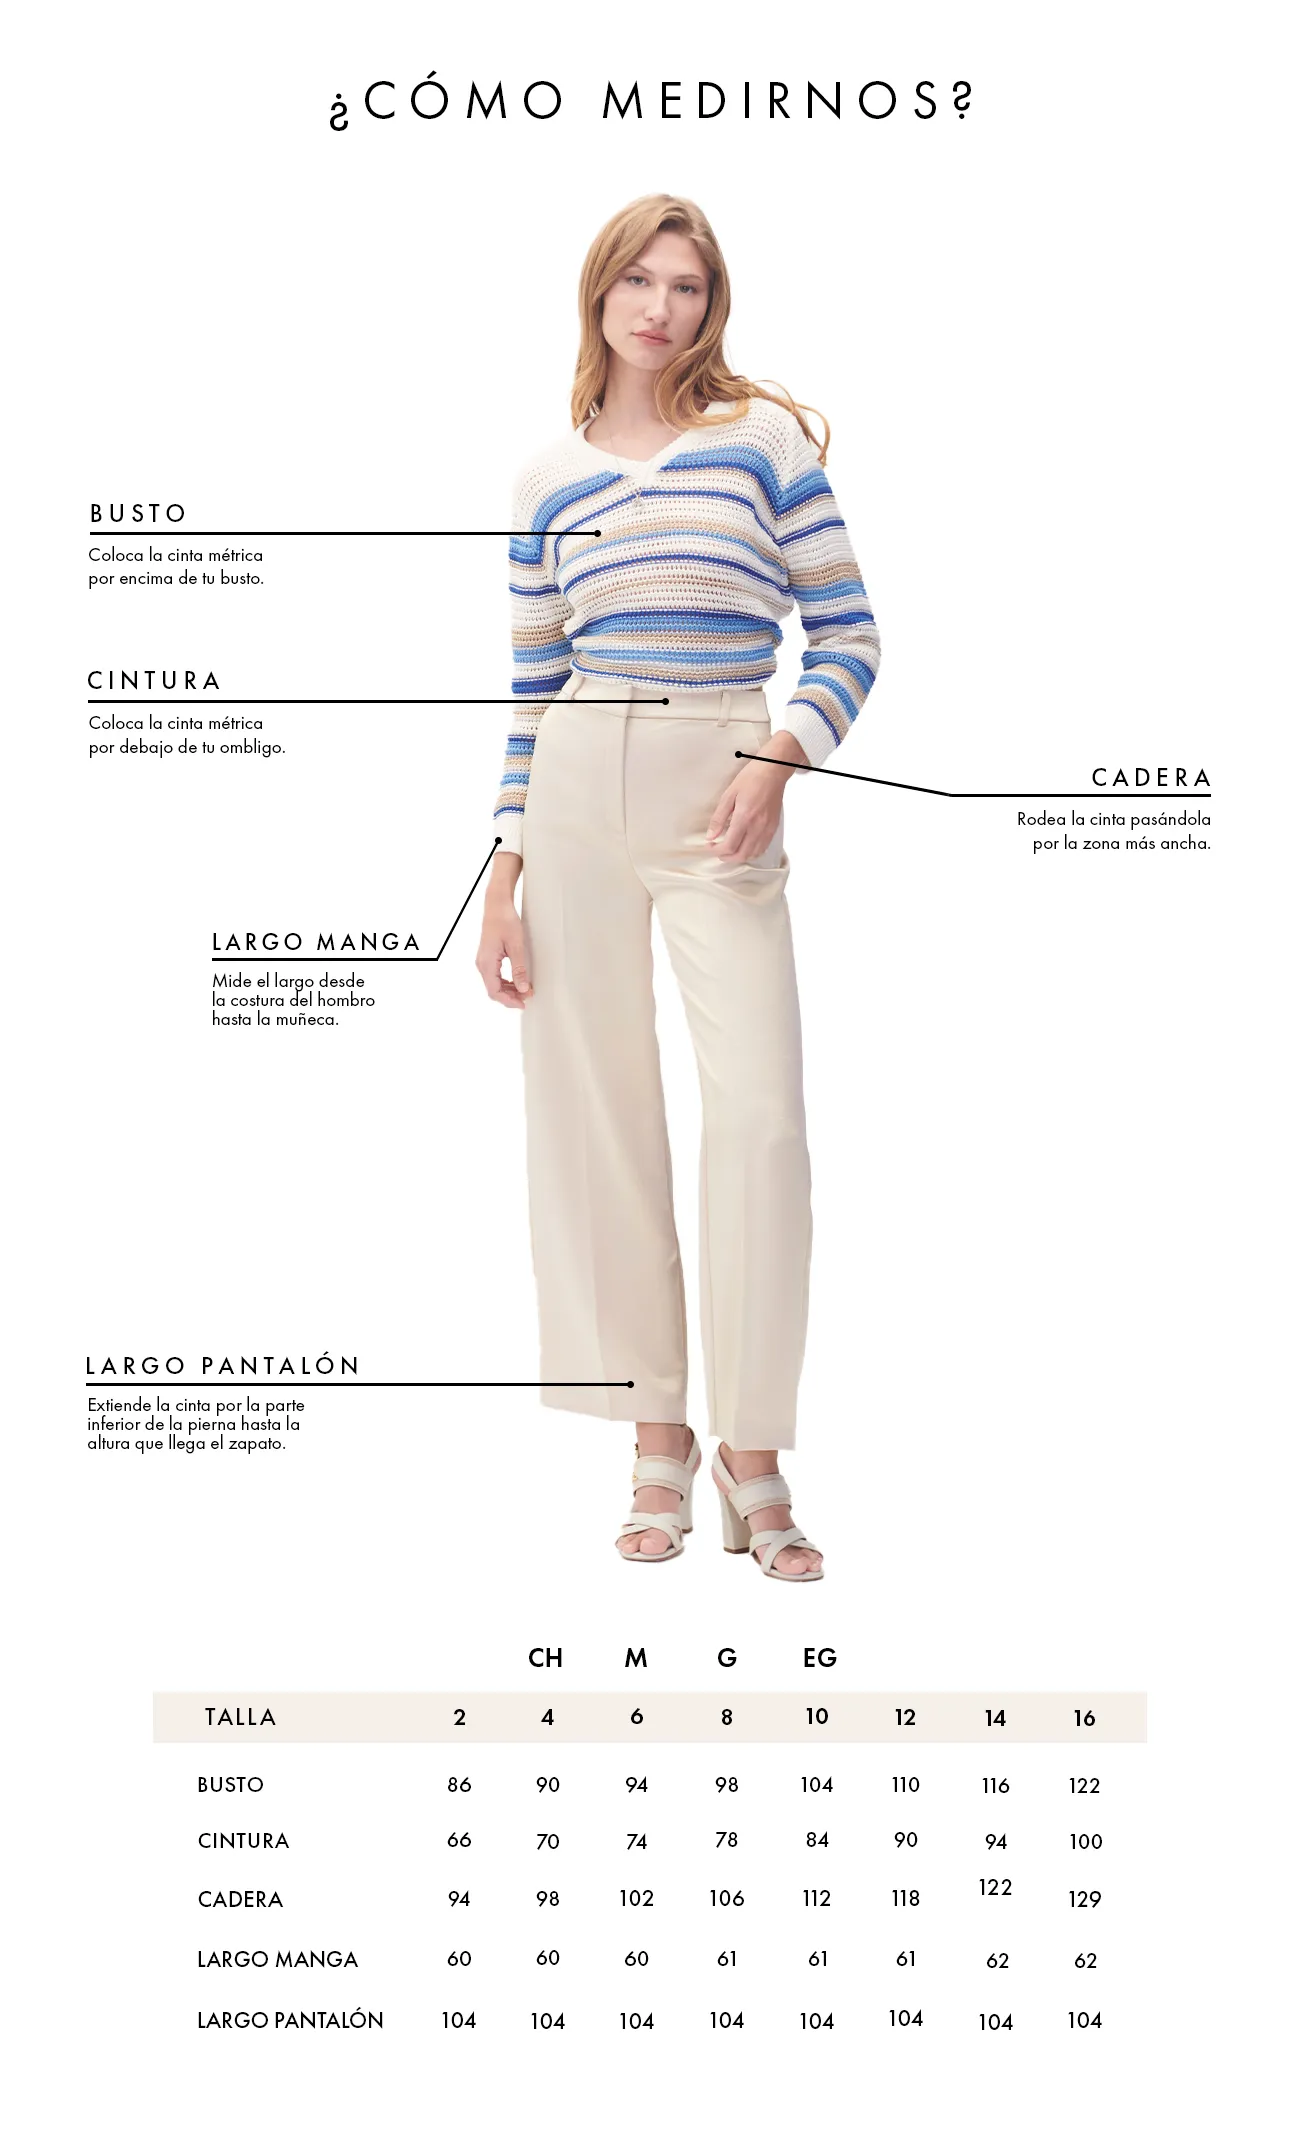 ¿CÓMO MEDIRNOS?
BUSTO
Coloca la cinta métrica
por encima de tu busto.
CINTURA
Coloca la cinta métrica
por debajo de tu ombligo.
CADERA
Rodea la cinta pasándola
por la zona más ancha.
LARGO MANGA
Mide el largo desde
la costura del hombro
hasta la muñeca.
LARGO PANTALÓN
Extiende la cinta por la parte
inferior de la pierna hasta la
altura que llega el zapato.
CH M G EG
TALLA 2 4 6 8 10 12 14 16
BUSTO 86 90 94 98 104 110 116 122
CINTURA 66 70 74 78 84 90 94 100
CADERA 94 98 102 106 112 118 122 129
LARGO MANGA 60 60 60 61 61 61 62 62
LARGO PANTALÓN 104 104 104 104 104 104 104 104